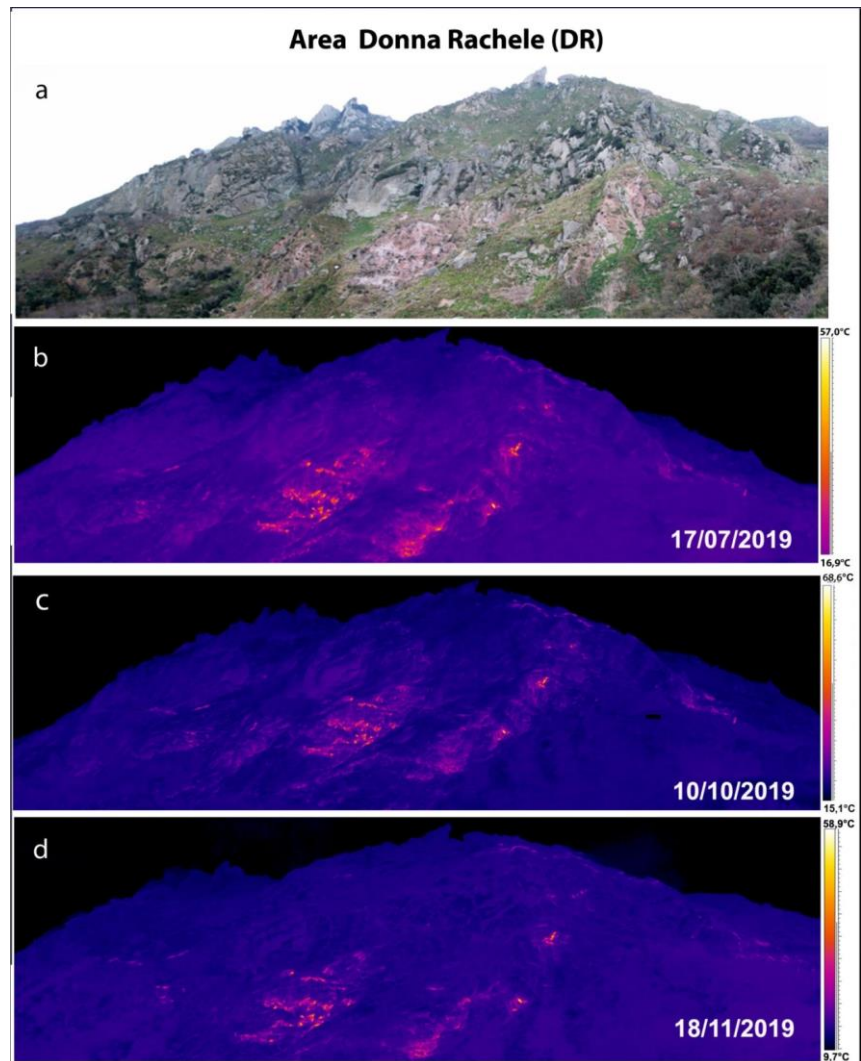 Area Donna Rachele (DR)
a
57,0°C
b
17/07/2019
16,9°C
68,6°C
c
10/10/2019
15,1°C
58,9°C
d
18/11/2019
9,7°C